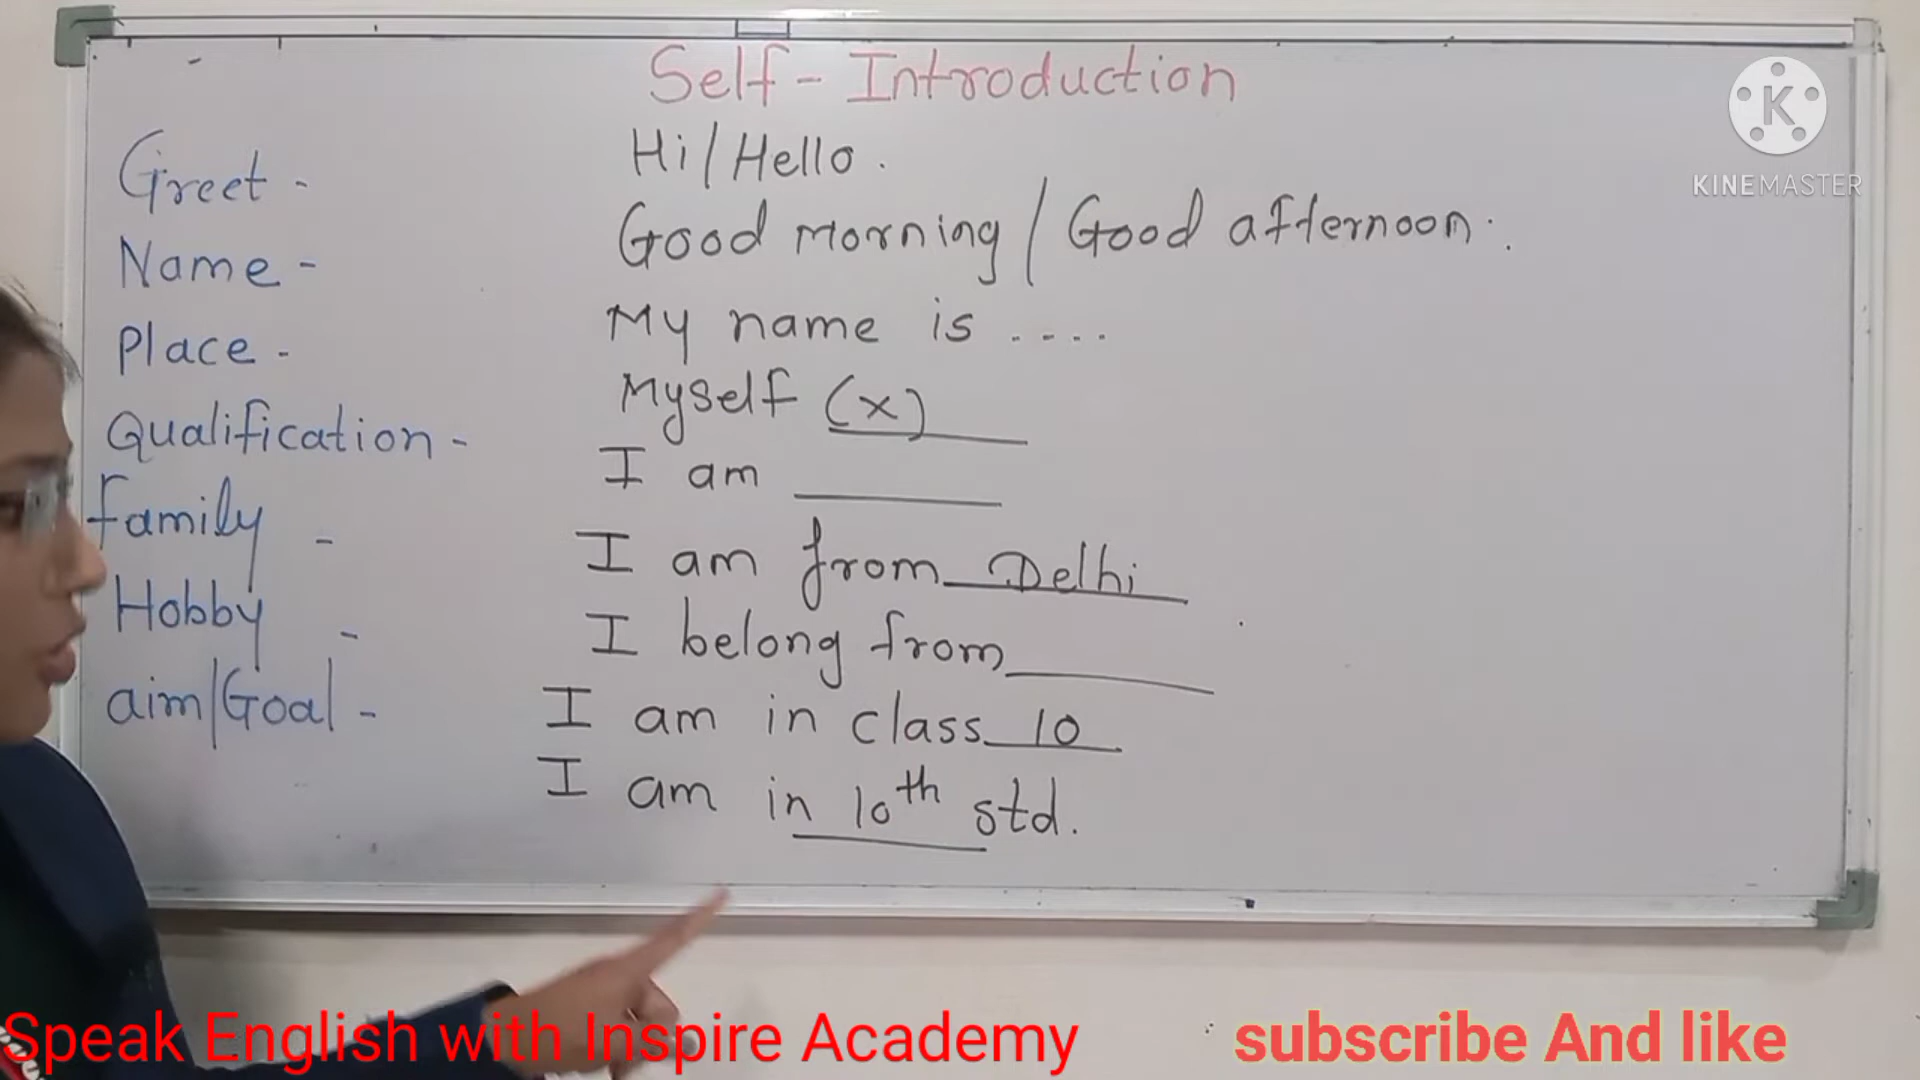 Self - Introduction
Greet -
Name -
Place -
Qualification -
Family -
Hobby -
aim/Goal -
Hi/Hello.
Good Morning / Good afternoon.
My name is ....
Myself (x)
I am
I am from Delhi
I belong from
I am in class 10
I am in 10th std.
K
KINEMASTER
Speak English with Inspire Academy
subscribe And like